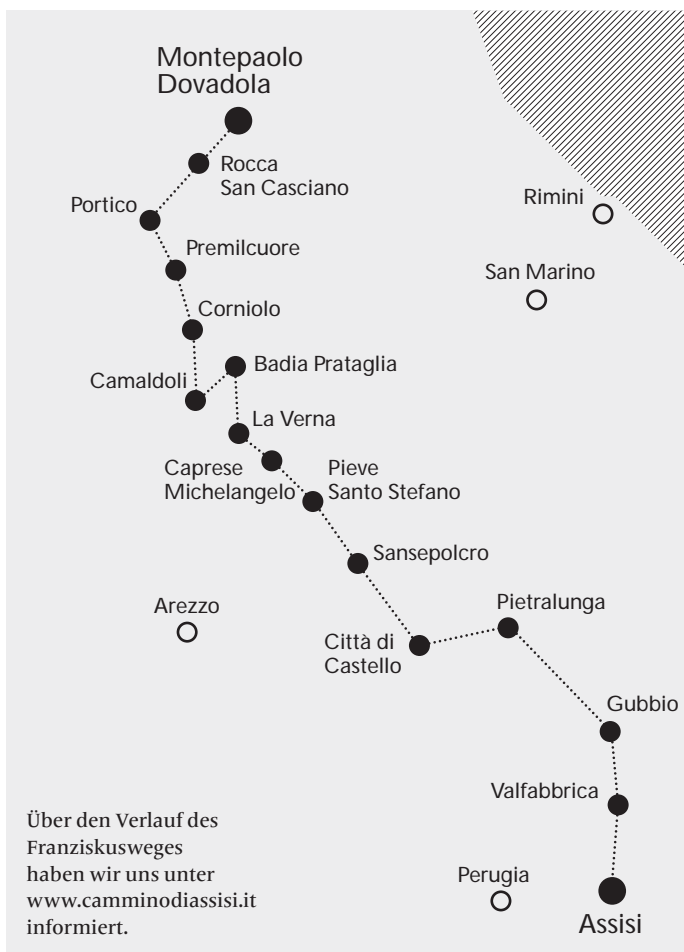 Montepaolo
Dovadola
Rocca
San Casciano
Portico
Rimini
Premilcuore
San Marino
Corniolo
Badia Prataglia
Camaldoli
La Verna
Caprese
Michelangelo
Pieve
Santo Stefano
Sansepolcro
Arezzo
Pietralunga
Città di
Castello
Gubbio
Valfabbrica
Über den Verlauf des
Franziskusweges
haben wir uns unter
www.camminodiassisi.it
informiert.
Perugia
Assisi